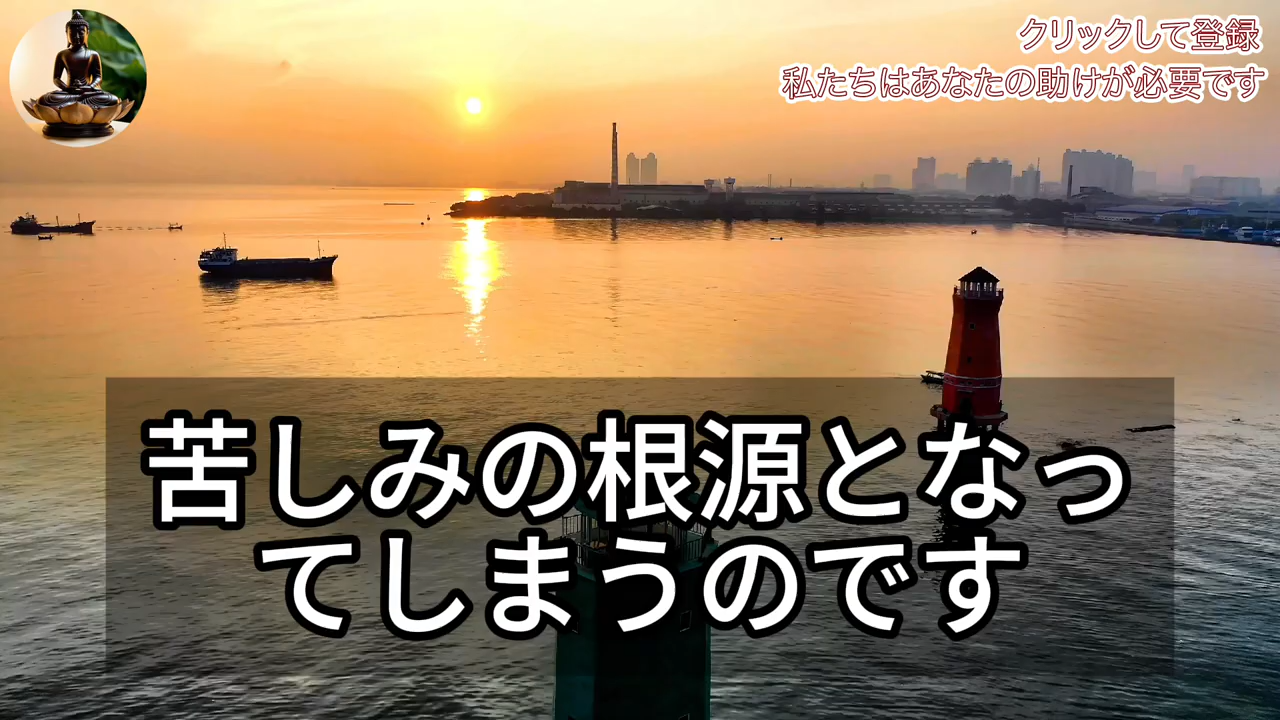 クリックして登録
私たちはあなたの助けが必要です
苦しみの根源となっ
てしまうのです